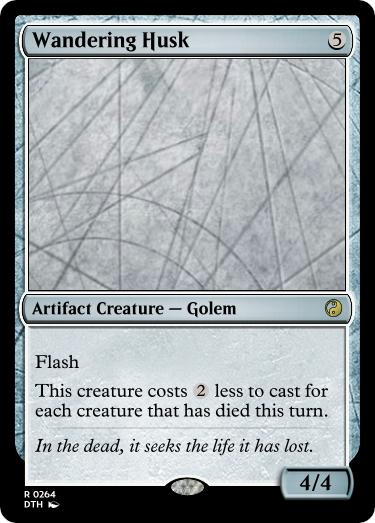 Wandering Husk 5
Artifact Creature — Golem
Flash
This creature costs 2 less to cast for
each creature that has died this turn.
In the dead, it seeks the life it has lost.
4/4
R 0264
DTH